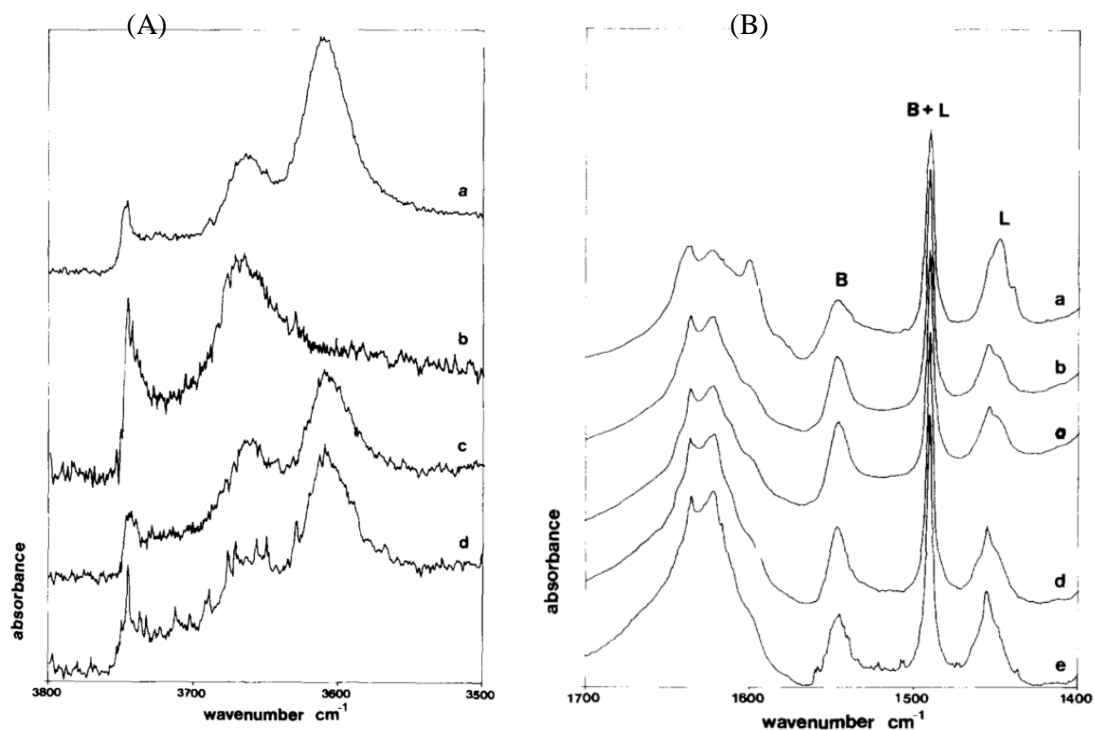 (A)
a
b
c
d
absorbance
3800 3700 3600 3500
wavenumber cm⁻¹
(B)
B + L
L
B
a
b
d
e
absorbance
1700 1600 1500 1400
wavenumber cm⁻¹